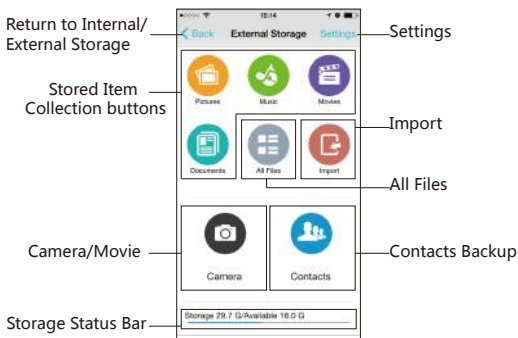 Return to Internal/
External Storage
15:14
Back
External Storage
Settings
Settings
Stored Item
Collection buttons
Pictures
Music
Movies
Import
Documents
All Files
Import
All Files
Camera/Movie
Camera
Contacts
Contacts Backup
Storage Status Bar
Storage 29.7 G/Available 16.0 G